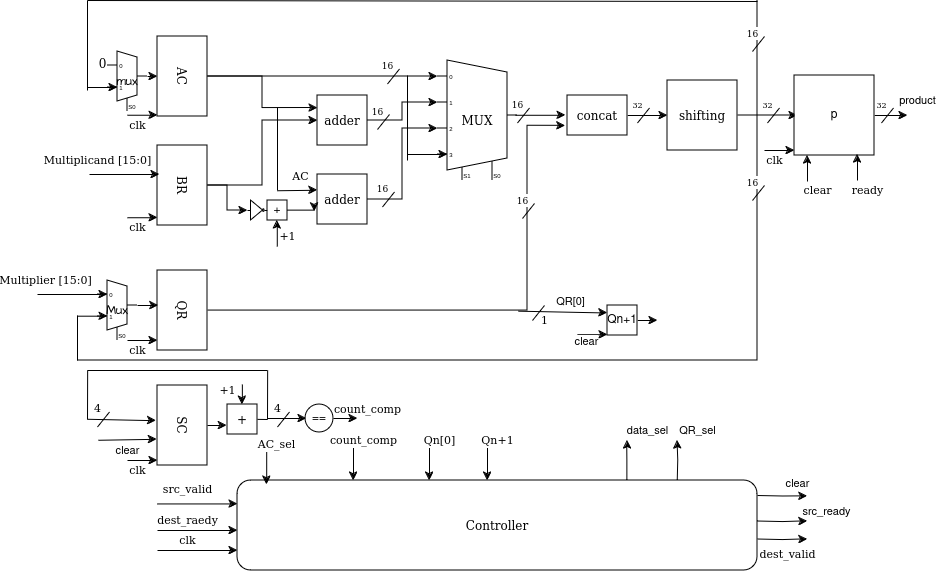 16
0
0
mux
1
S0
clk
AC
16
adder
16
0
1
2
3
MUX
S1
S0
16
concat
32
shifting
32
p
32
product
clk
clear
ready
Multiplicand [15:0]
BR
clk
AC
adder
16
+
+1
16
16
Multiplier [15:0]
0
Mux
1
S0
clk
QR
QR[0]
1
Qn+1
clear
4
SC
clear
clk
+1
+
4
==
count_comp
AC_sel
count_comp
Qn[0]
Qn+1
data_sel
QR_sel
src_valid
dest_raedy
clk
Controller
clear
src_ready
dest_valid